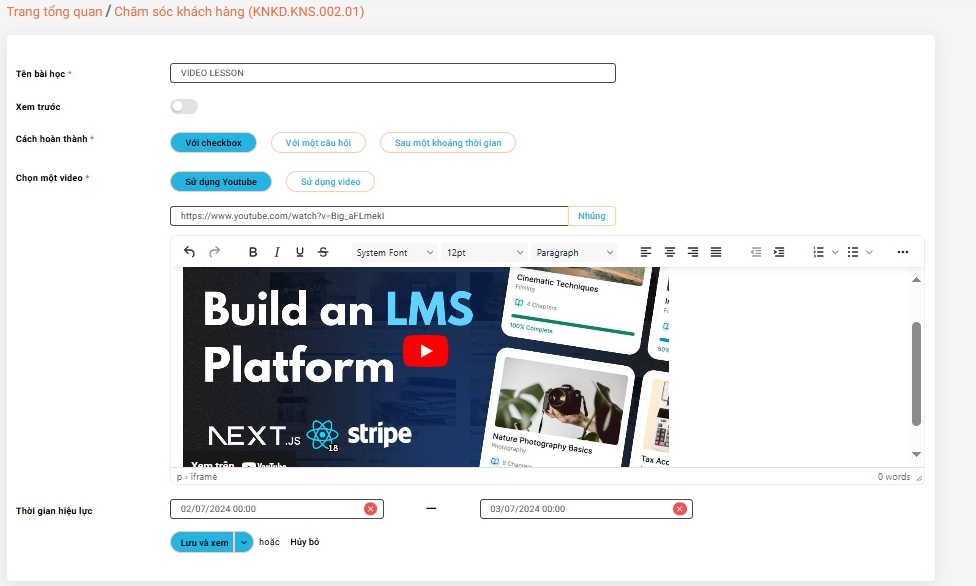 Trang tổng quan / Chăm sóc khách hàng (KNKD.KNS.002.01)
Tên bài học *
VIDEO LESSON
Xem trước
Cách hoàn thành *
Với checkbox
Với một câu hỏi
Sau một khoảng thời gian
Chọn một video *
Sử dụng Youtube
Sử dụng video
https://www.youtube.com/watch?v=Big_aFLmekI
Nhúng
B I U S System Font 12pt Paragraph
Build an LMS
Platform
NEXT.JS
18
stripe
Cinematic Techniques
Filming
4 Chapters
100% Complete
50%
Nature Photography Basics
Photography
8 Chapters
Tax Acc
Xem trên YouTube
p › iframe
0 words
Thời gian hiệu lực
02/07/2024 00:00
—
03/07/2024 00:00
Lưu và xem
hoặc
Hủy bỏ